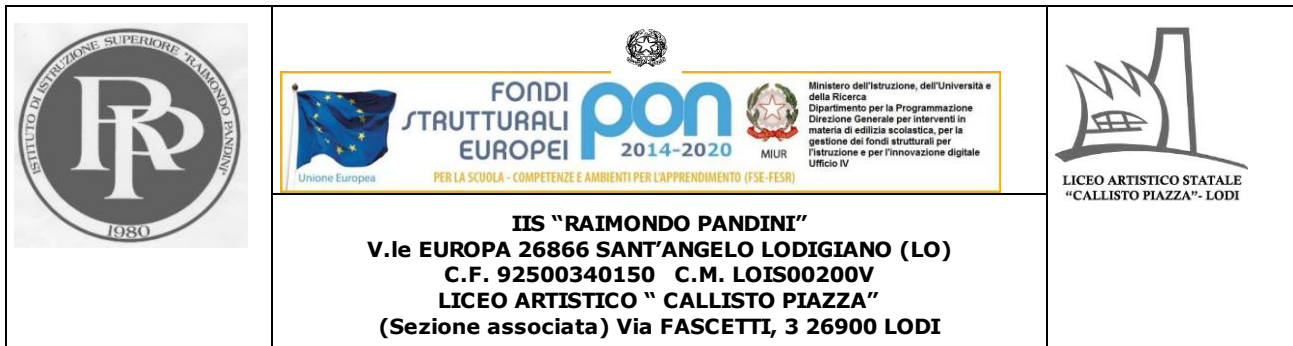 ISTITUTO DI ISTRUZIONE SUPERIORE "RAIMONDO PANDINI"
RP
1980
FONDI
STRUTTURALI
EUROPEI
pon
2014-2020
Unione Europea
PER LA SCUOLA - COMPETENZE E AMBIENTI PER L'APPRENDIMENTO (FSE-FESR)
MIUR
Ministero dell'Istruzione, dell'Università e
della Ricerca
Dipartimento per la Programmazione
Direzione Generale per interventi in
materia di edilizia scolastica, per la
gestione dei fondi strutturali per
l'istruzione e per l'innovazione digitale
Ufficio IV
IIS “RAIMONDO PANDINI”
V.le EUROPA 26866 SANT’ANGELO LODIGIANO (LO)
C.F. 92500340150 C.M. LOIS00200V
LICEO ARTISTICO “ CALLISTO PIAZZA”
(Sezione associata) Via FASCETTI, 3 26900 LODI
LICEO ARTISTICO STATALE
“CALLISTO PIAZZA”- LODI